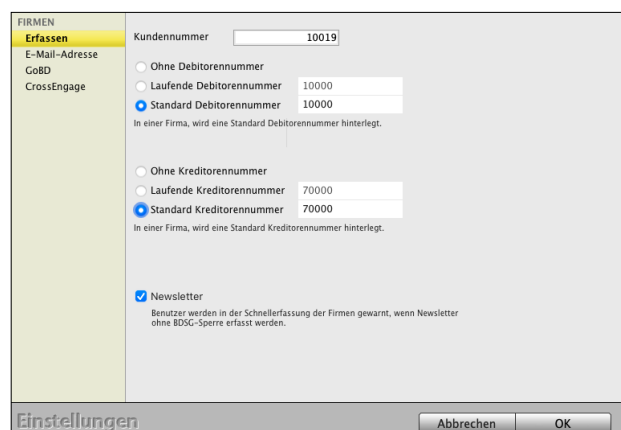 FIRMEN
Erfassen
E-Mail-Adresse
GoBD
CrossEngage
Kundennummer 10019
Ohne Debitorennummer
Laufende Debitorennummer 10000
Standard Debitorennummer 10000
In einer Firma, wird eine Standard Debitorennummer hinterlegt.
Ohne Kreditorennummer
Laufende Kreditorennummer 70000
Standard Kreditorennummer 70000
In einer Firma, wird eine Standard Kreditorennummer hinterlegt.
Newsletter
Benutzer werden in der Schnellerfassung der Firmen gewarnt, wenn Newsletter
ohne BDSG-Sperre erfasst werden.
Einstellungen
Abbrechen OK